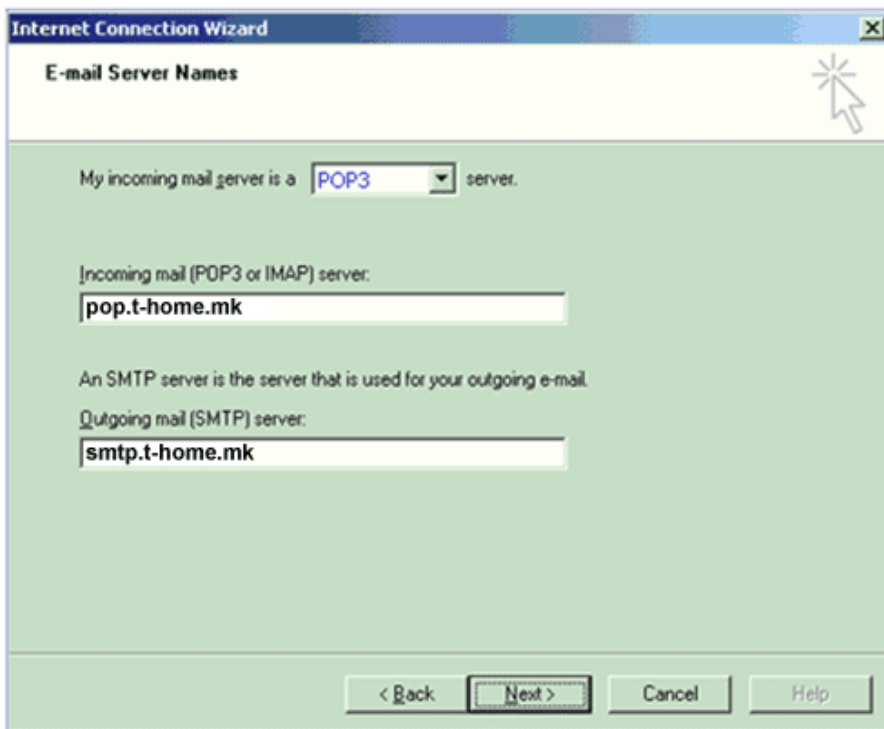 Internet Connection Wizard
E-mail Server Names
My incoming mail server is a POP3 server.
Incoming mail (POP3 or IMAP) server:
pop.t-home.mk
An SMTP server is the server that is used for your outgoing e-mail.
Outgoing mail (SMTP) server:
smtp.t-home.mk
< Back Next > Cancel Help